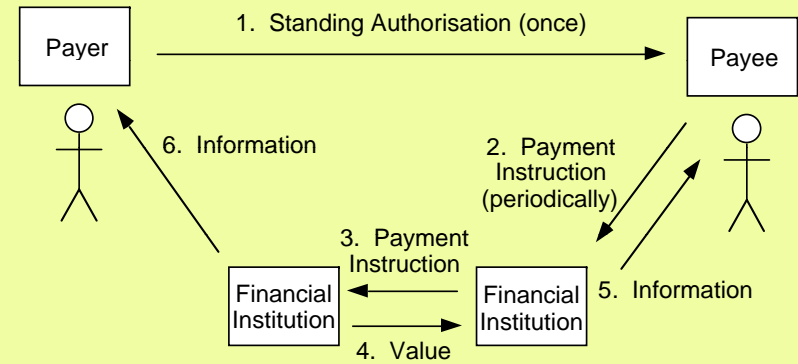 1. Standing Authorisation (once)
Payer
Payee
6. Information
2. Payment
Instruction
(periodically)
3. Payment
Instruction
Financial
Institution
Financial
Institution
5. Information
4. Value